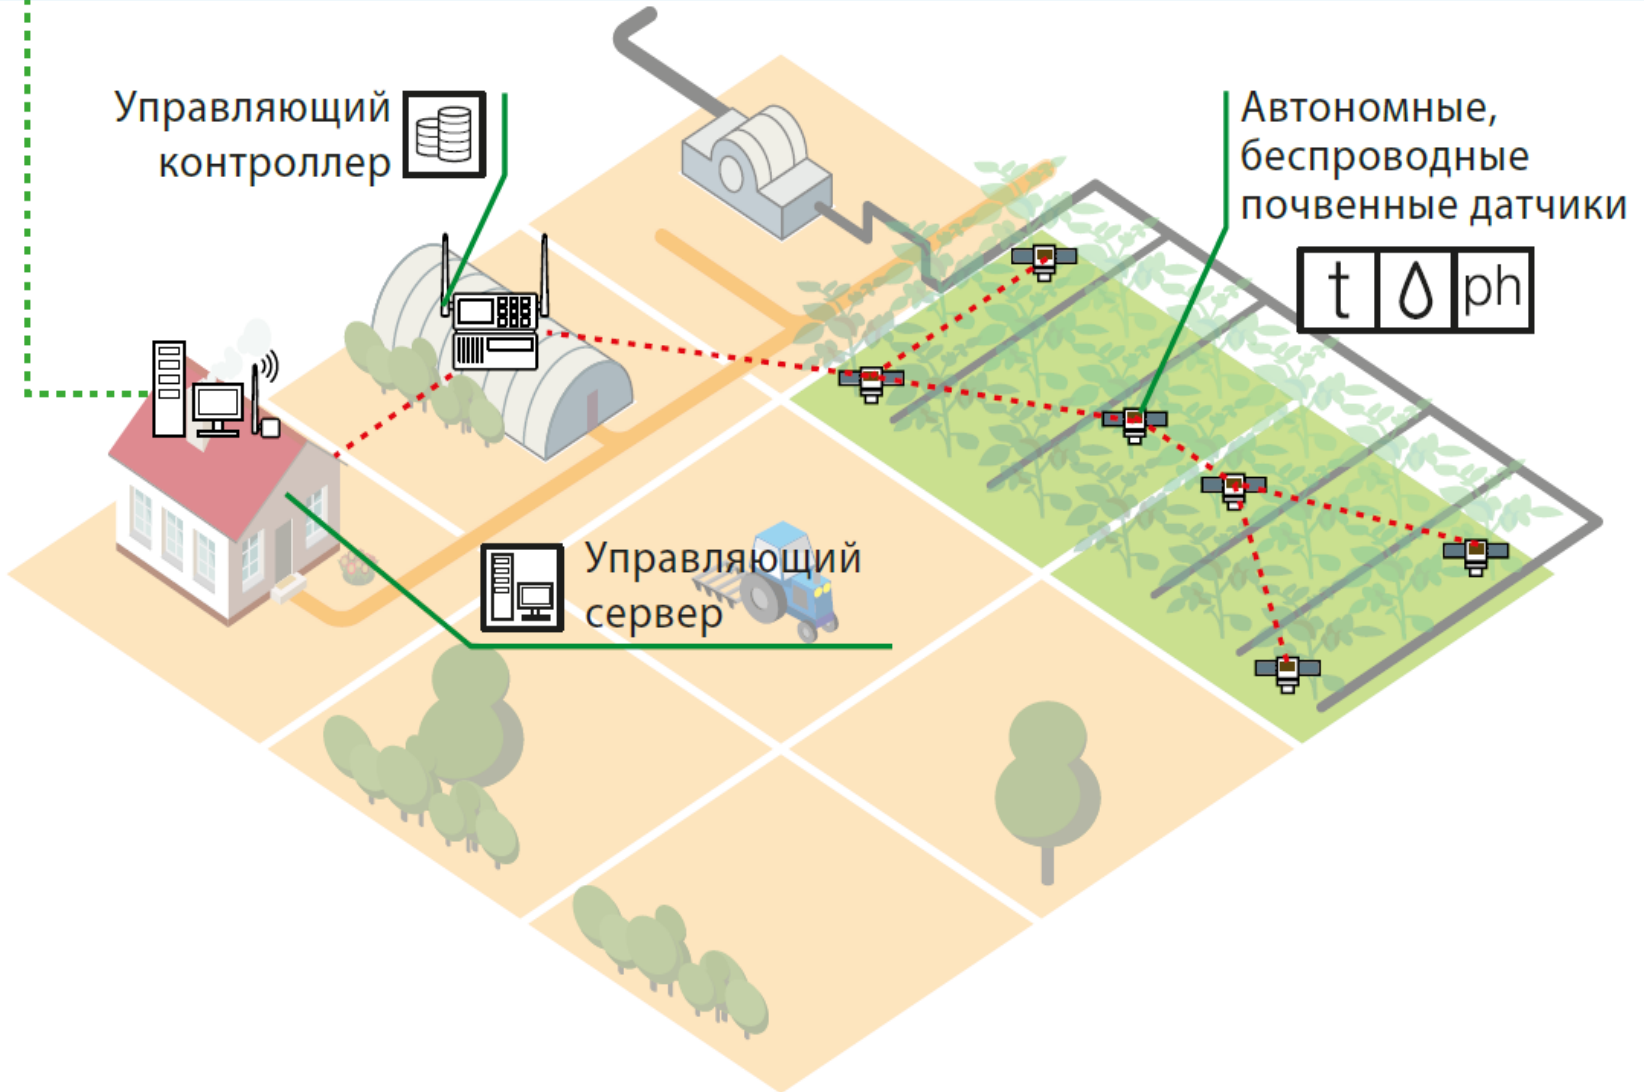 Управляющий
контроллер
Автономные,
беспроводные
почвенные датчики
t
ph
Управляющий
сервер